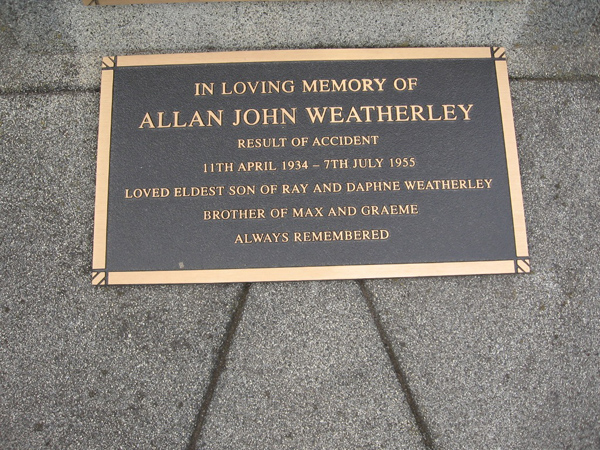 IN LOVING MEMORY OF
ALLAN JOHN WEATHERLEY
RESULT OF ACCIDENT
11TH APRIL 1934 – 7TH JULY 1955
LOVED ELDEST SON OF RAY AND DAPHNE WEATHERLEY
BROTHER OF MAX AND GRAEME
ALWAYS REMEMBERED